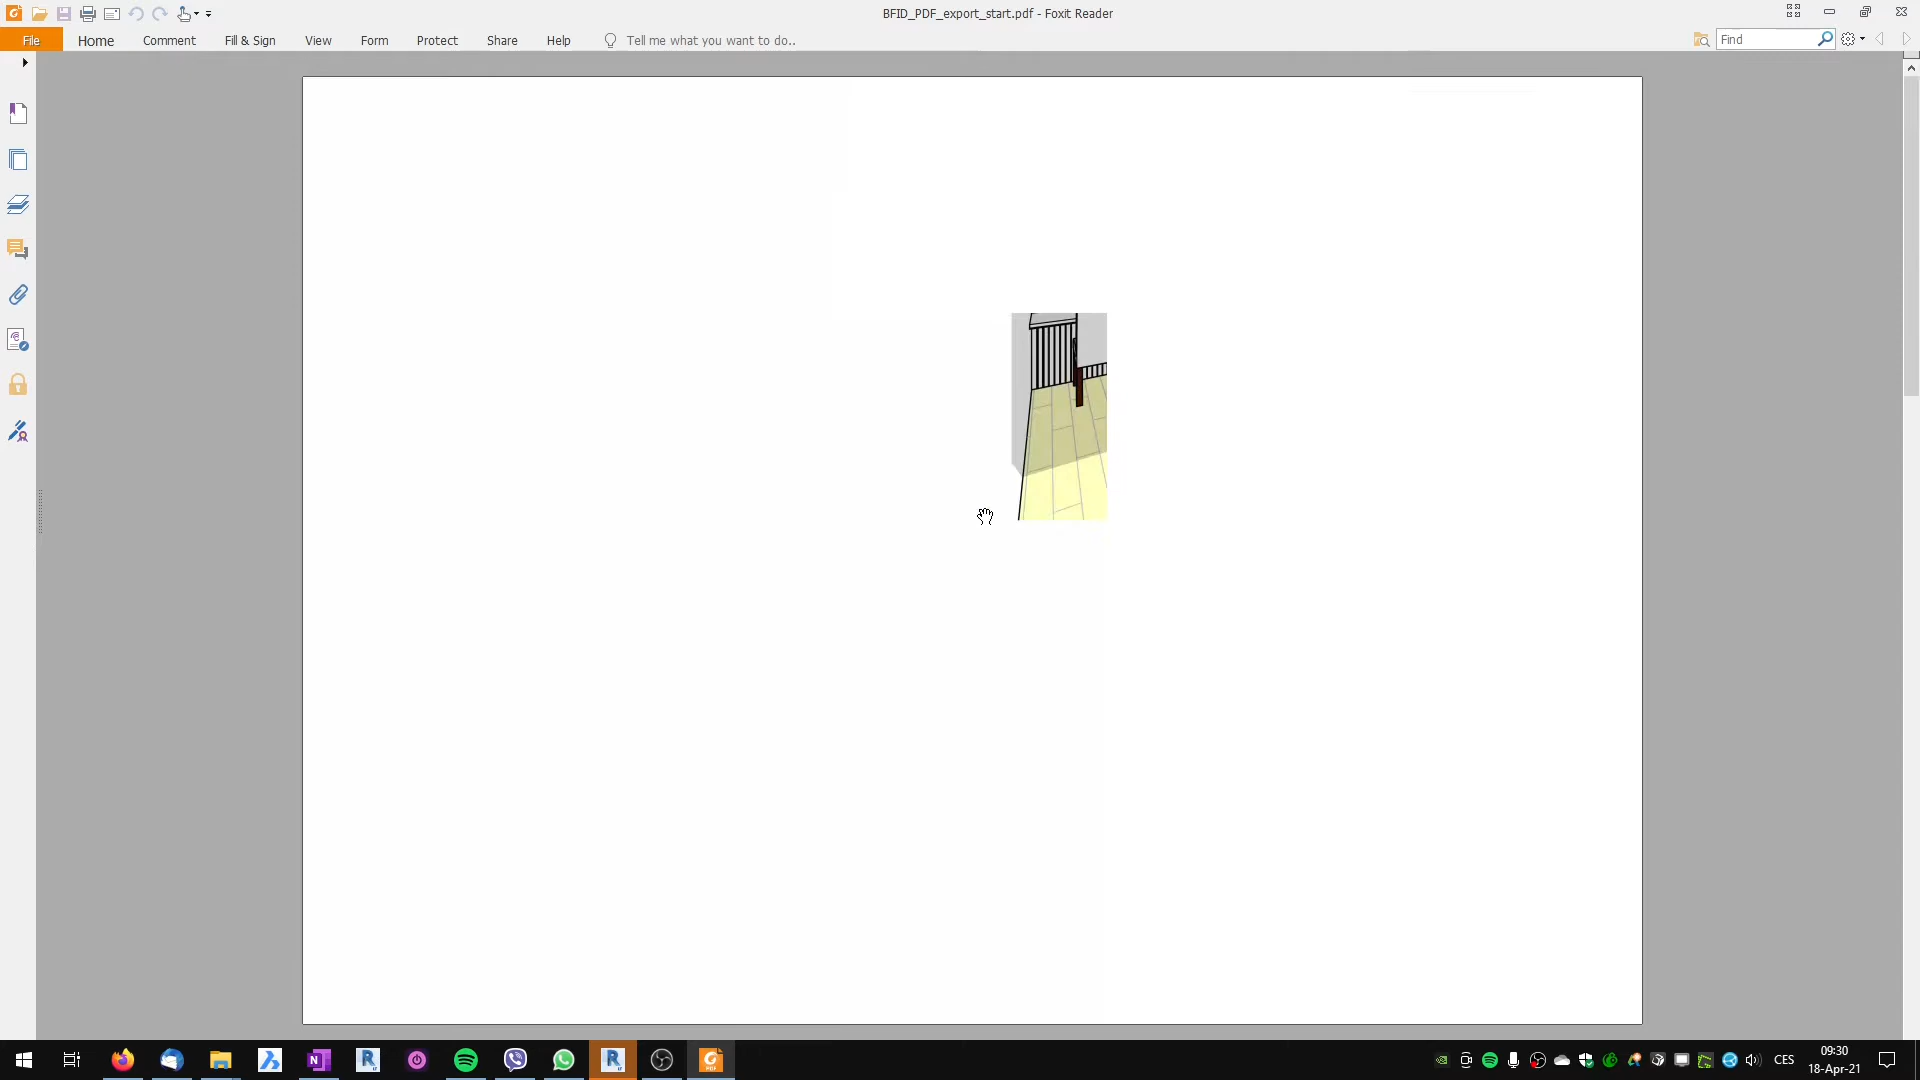 BFID_PDF_export_start.pdf - Foxit Reader
File Home Comment Fill & Sign View Form Protect Share Help Tell me what you want to do.. Find
N R R G PDF
CES 09:30
18-Apr-21